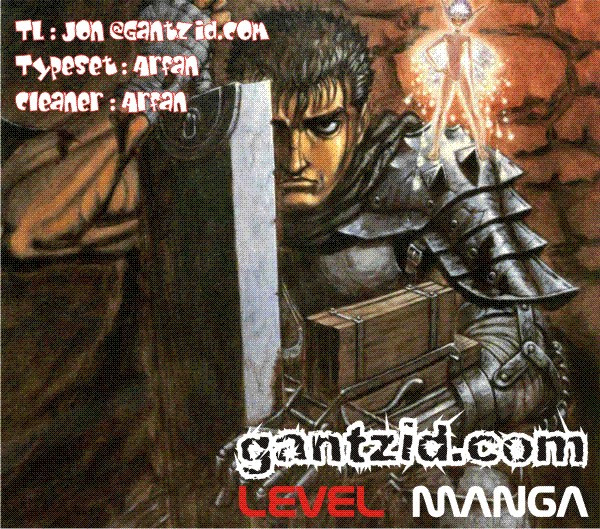 TL : Jon @Gantzid.com
Typeset : Arfan
Cleaner : Arfan
gantzid.com
LEVEL MANGA